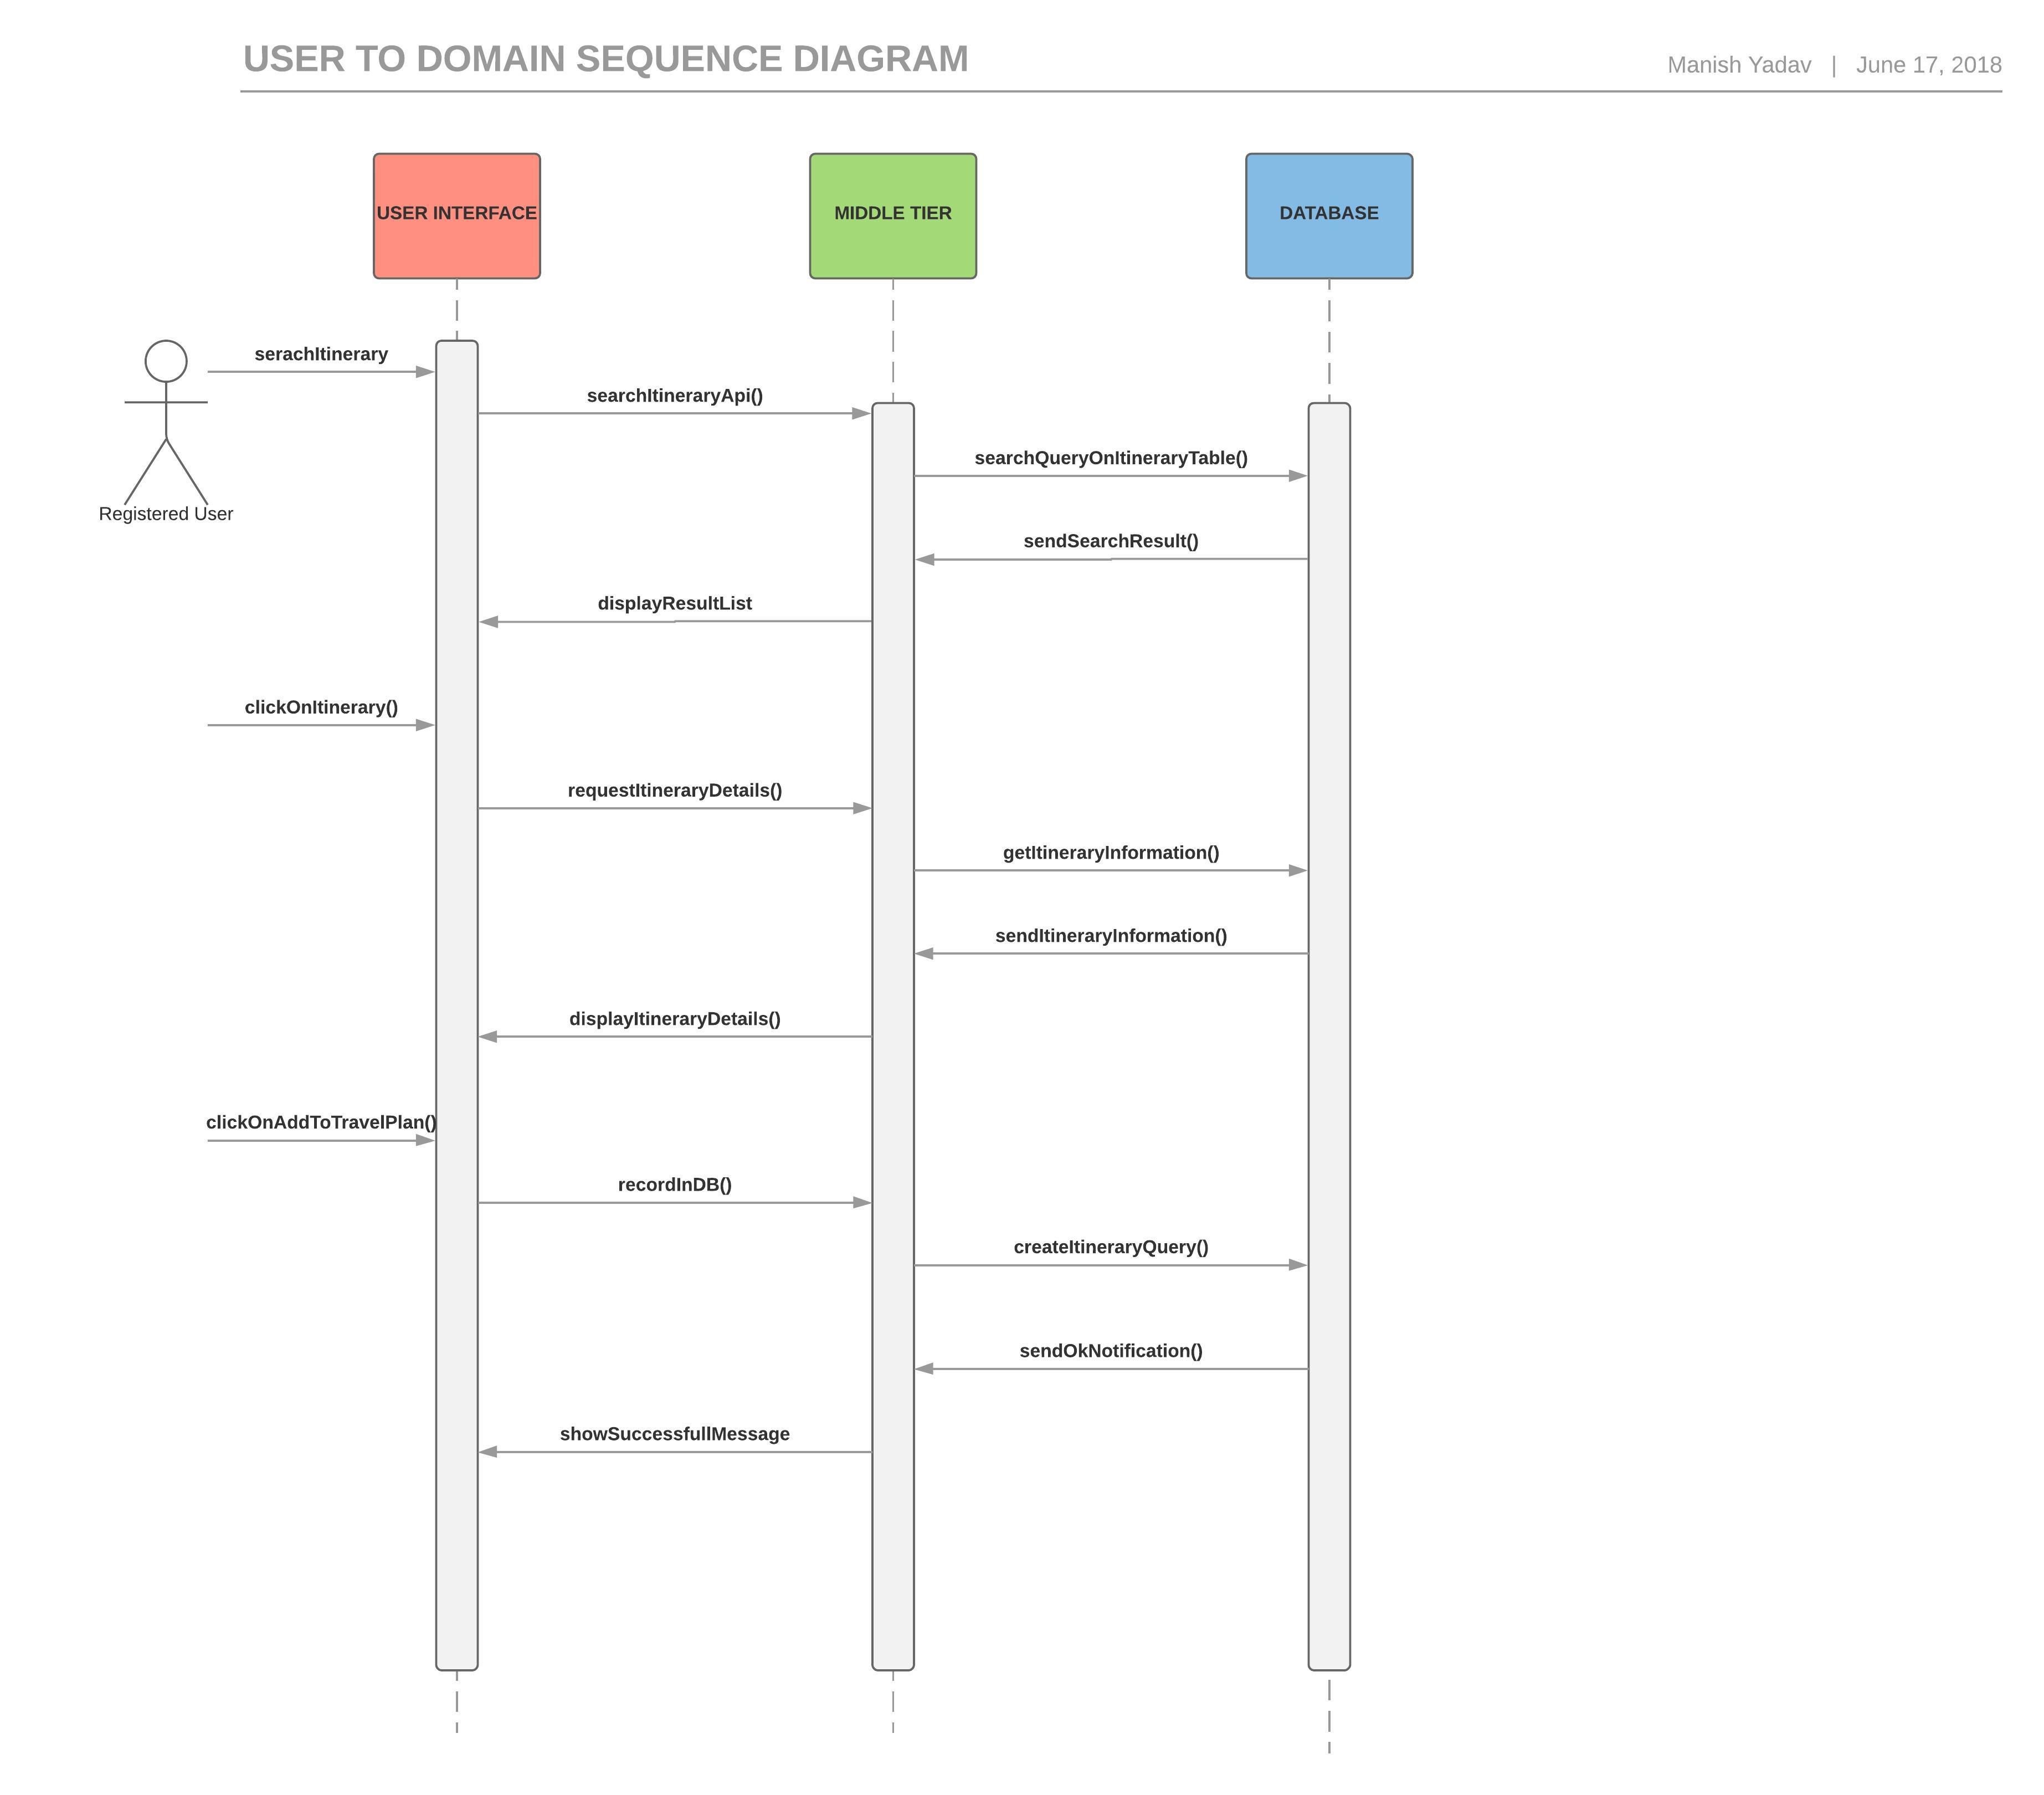 USER TO DOMAIN SEQUENCE DIAGRAM
Manish Yadav | June 17, 2018
USER INTERFACE
MIDDLE TIER
DATABASE
serachItinerary
searchItineraryApi()
searchQueryOnItineraryTable()
Registered User
sendSearchResult()
displayResultList
clickOnItinerary()
requestItineraryDetails()
getItineraryInformation()
sendItineraryInformation()
displayItineraryDetails()
clickOnAddToTravelPlan()
recordInDB()
createItineraryQuery()
sendOkNotification()
showSuccessfullMessage